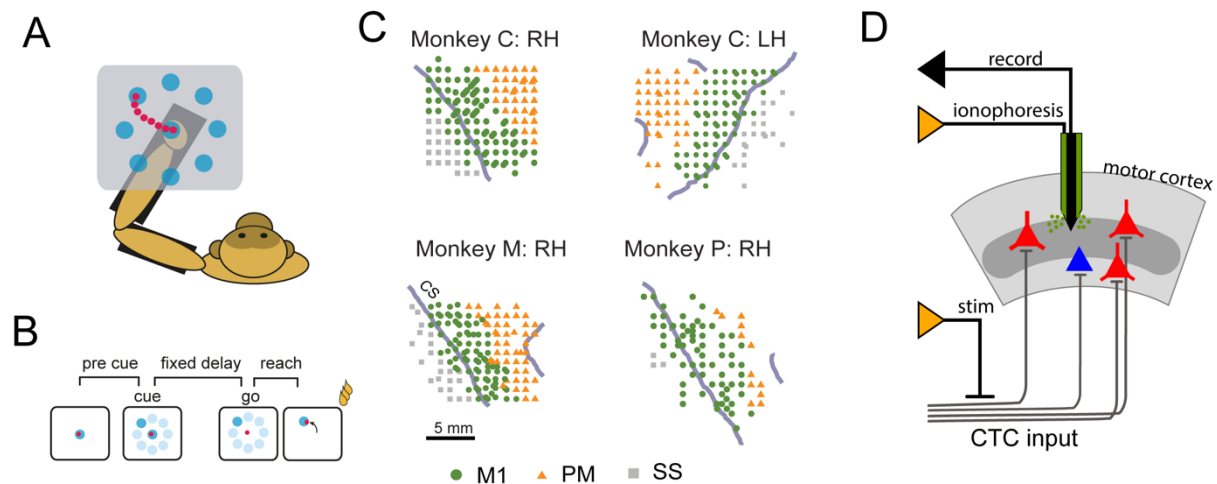 A
B
pre cue
fixed delay
reach
cue
go
C
Monkey C: RH
Monkey C: LH
Monkey M: RH
Monkey P: RH
CS
5 mm
M1
PM
SS
D
record
ionophoresis
motor cortex
stim
CTC input